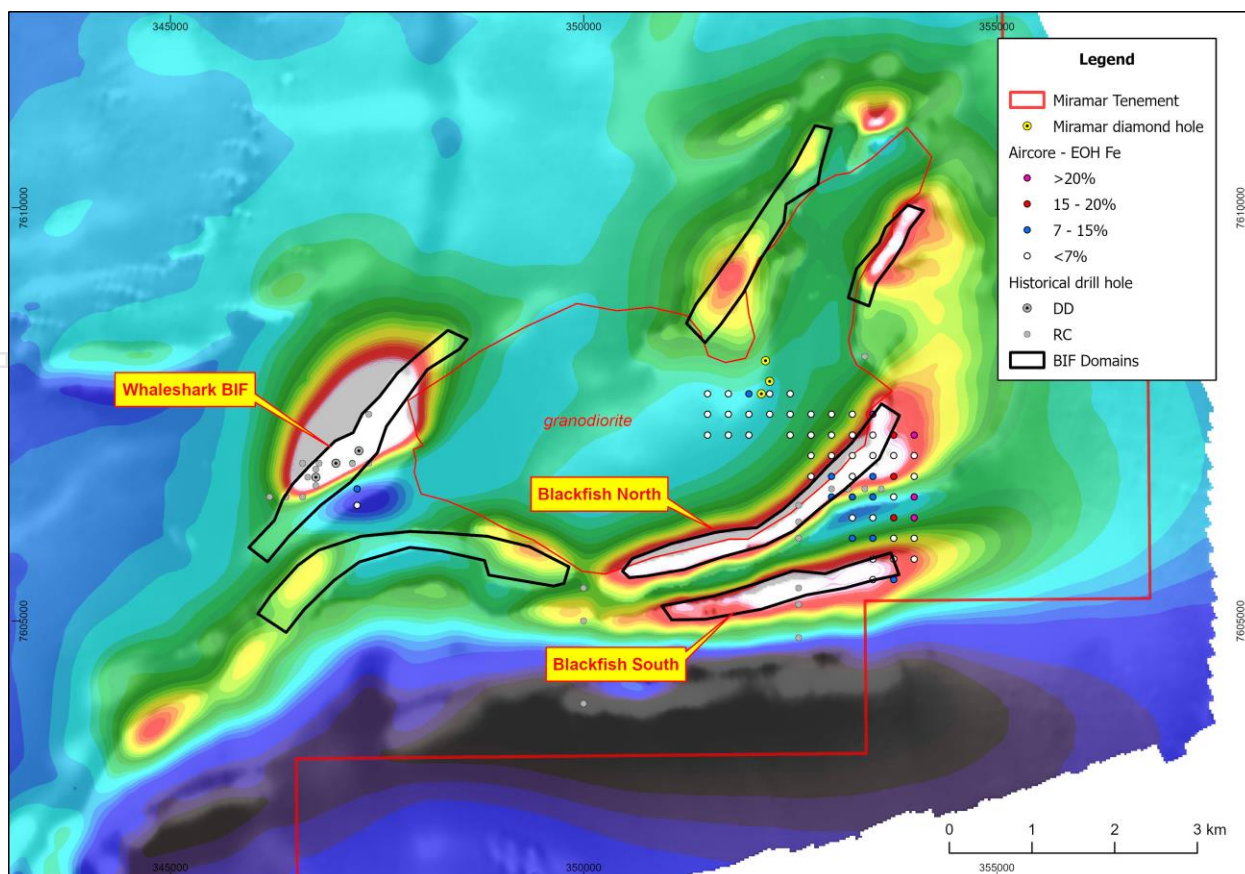 345000
350000
355000
7610000
7610000
7605000
7605000
Legend
Miramar Tenement
Miramar diamond hole
Aircore - EOH Fe
>20%
15 - 20%
7 - 15%
<7%
Historical drill hole
DD
RC
BIF Domains
Whaleshark BIF
granodiorite
Blackfish North
Blackfish South
0 1 2 3 km
345000
350000
355000